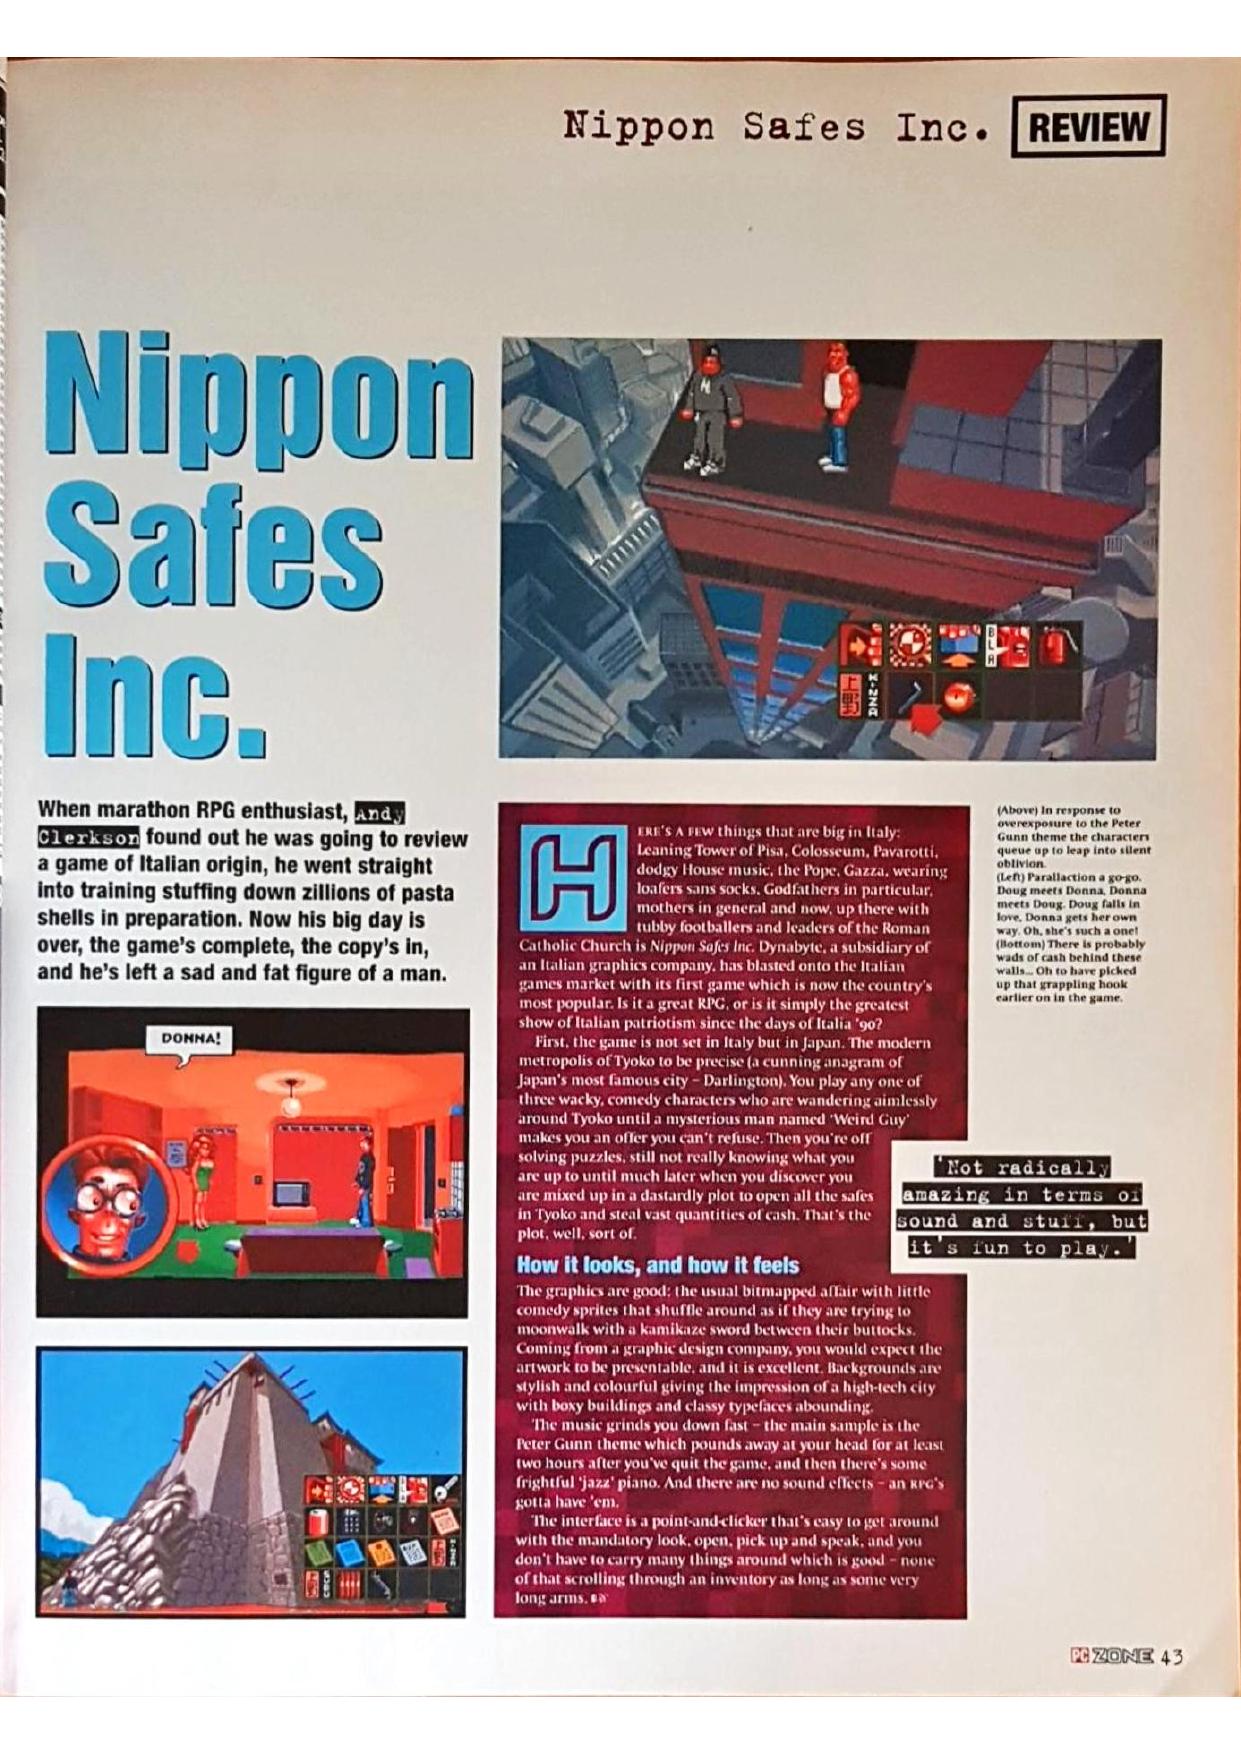 Nippon Safes Inc. REVIEW
Nippon
Safes
Inc.
When marathon RPG enthusiast, Andy
Clerkson found out he was going to review
a game of Italian origin, he went straight
into training stuffing down zillions of pasta
shells in preparation. Now his big day is
over, the game's complete, the copy's in,
and he's left a sad and fat figure of a man.
DONNA!
HERE'S A FEW things that are big in Italy:
Leaning Tower of Pisa, Colosseum, Pavarotti,
dodgy House music, the Pope, Gazza, wearing
loafers sans socks, Godfathers in particular,
mothers in general and now, up there with
tubby footballers and leaders of the Roman
Catholic Church is Nippon Safes Inc. Dynabyte, a subsidiary of
an Italian graphics company, has blasted onto the Italian
games market with its first game which is now the country's
most popular. Is it a great RPG, or is it simply the greatest
show of Italian patriotism since the days of Italia '90?
First, the game is not set in Italy but in Japan. The modern
metropolis of Tyoko to be precise (a cunning anagram of
Japan's most famous city – Darlington). You play any one of
three wacky, comedy characters who are wandering aimlessly
around Tyoko until a mysterious man named 'Weird Guy'
makes you an offer you can't refuse. Then you're off
solving puzzles, still not really knowing what you
are up to until much later when you discover you
are mixed up in a dastardly plot to open all the safes
in Tyoko and steal vast quantities of cash. That's the
plot, well, sort of.
How it looks, and how it feels
The graphics are good: the usual bitmapped affair with little
comedy sprites that shuffle around as if they are trying to
moonwalk with a kamikaze sword between their buttocks.
Coming from a graphic design company, you would expect the
artwork to be presentable, and it is excellent. Backgrounds are
stylish and colourful giving the impression of a high-tech city
with boxy buildings and classy typefaces abounding.
The music grinds you down fast – the main sample is the
Peter Gunn theme which pounds away at your head for at least
two hours after you've quit the game, and then there's some
frightful 'jazz' piano. And there are no sound effects – an RPG's
gotta have 'em.
The interface is a point-and-clicker that's easy to get around
with the mandatory look, open, pick up and speak, and you
don't have to carry many things around which is good – none
of that scrolling through an inventory as long as some very
long arms.
BLA
上野
KINZA
(Above) In response to
overexposure to the Peter
Gunn theme the characters
queue up to leap into silent
oblivion.
(Left) Parallaction a go-go.
Doug meets Donna, Donna
meets Doug. Doug falls in
love, Donna gets her own
way. Oh, she's such a one!
(Bottom) There is probably
wads of cash behind these
walls... Oh to have picked
up that grappling hook
earlier on in the game.
'Not radically
amazing in terms of
sound and stuff, but
it's fun to play.'
PC ZONE 43